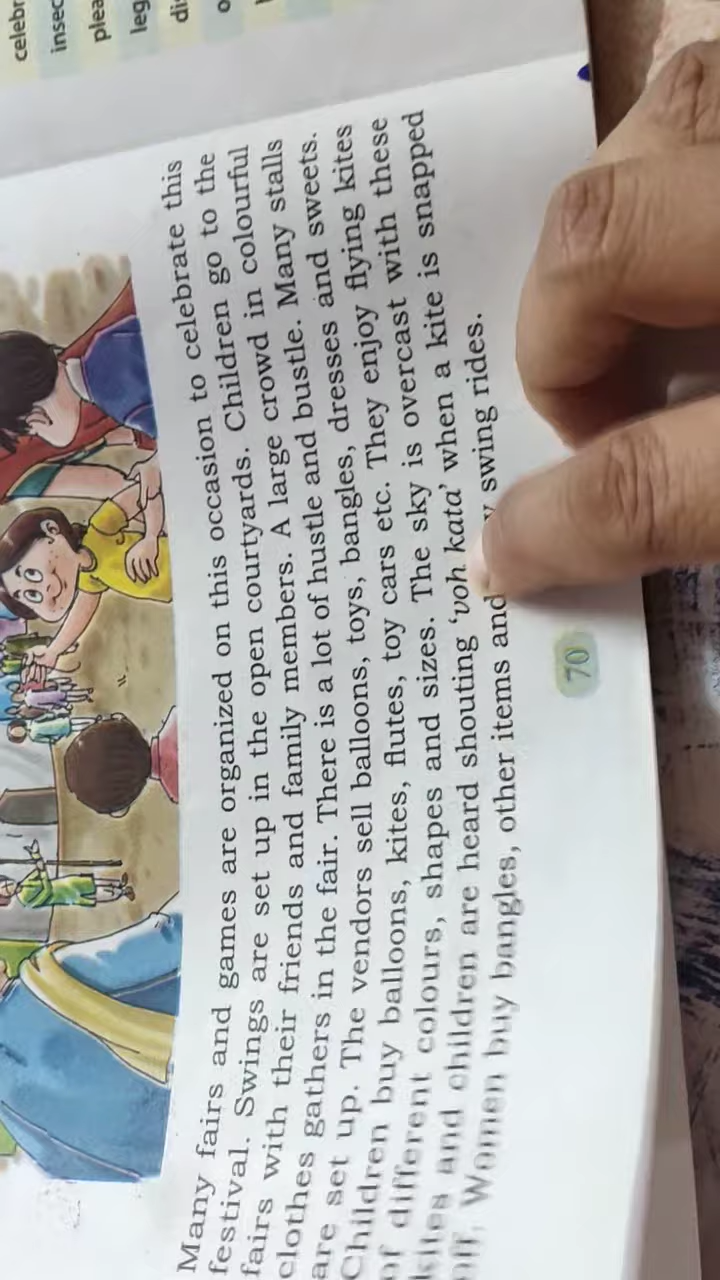 celebr
insec
plea
leg
di
o
Many fairs and games are organized on this occasion to celebrate this
festival. Swings are set up in the open courtyards. Children go to the
fairs with their friends and family members. A large crowd in colourful
clothes gathers in the fair. There is a lot of hustle and bustle. Many stalls
are set up. The vendors sell balloons, toys, bangles, dresses and sweets.
Children buy balloons, kites, flutes, toy cars etc. They enjoy flying kites
of different colours, shapes and sizes. The sky is overcast with these
kites and children are heard shouting ‘voh kata’ when a kite is snapped
off. Women buy bangles, other items and swing rides.
70